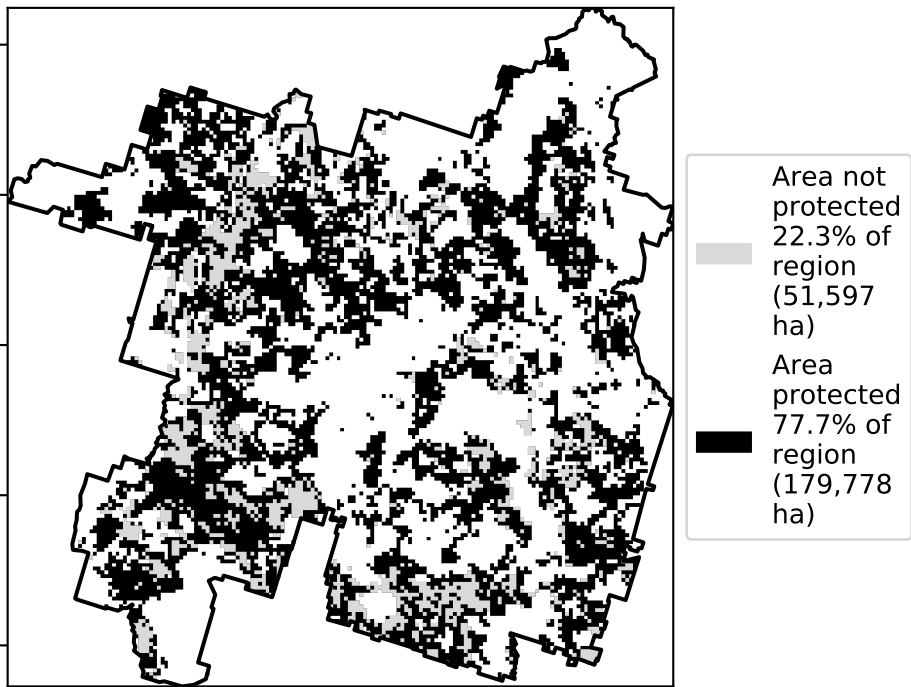 Area not
protected
22.3% of
region
(51,597
ha)
Area
protected
77.7% of
region
(179,778
ha)